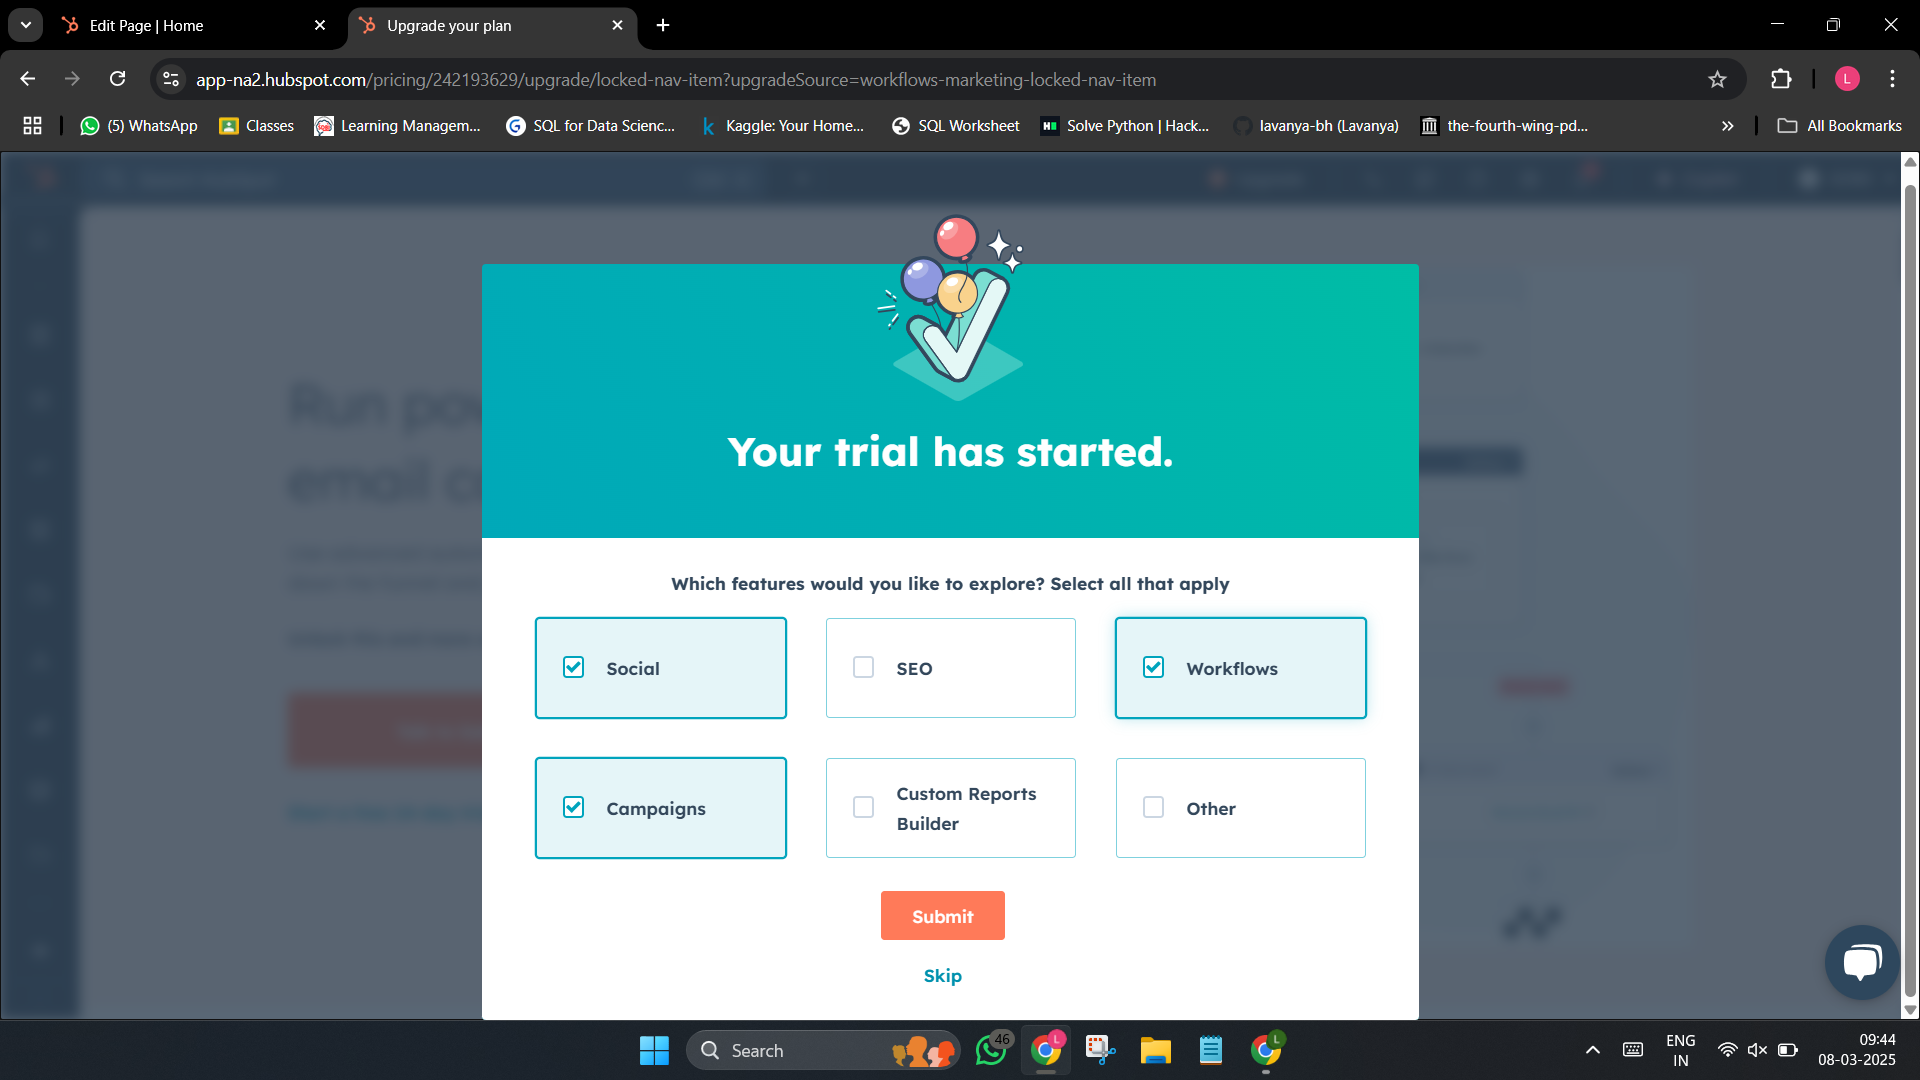 Edit Page | Home
Upgrade your plan
app-na2.hubspot.com/pricing/242193629/upgrade/locked-nav-item?upgradeSource=workflows-marketing-locked-nav-item
L
(5) WhatsApp
Classes
Learning Managem...
SQL for Data Scienc...
Kaggle: Your Home...
SQL Worksheet
Solve Python | Hack...
lavanya-bh (Lavanya)
the-fourth-wing-pd...
All Bookmarks
Run pow
email c
Your trial has started.
Which features would you like to explore? Select all that apply
Social
SEO
Workflows
Campaigns
Custom Reports
Builder
Other
Submit
Skip
Search
46
L
L
ENG
IN
09:44
08-03-2025